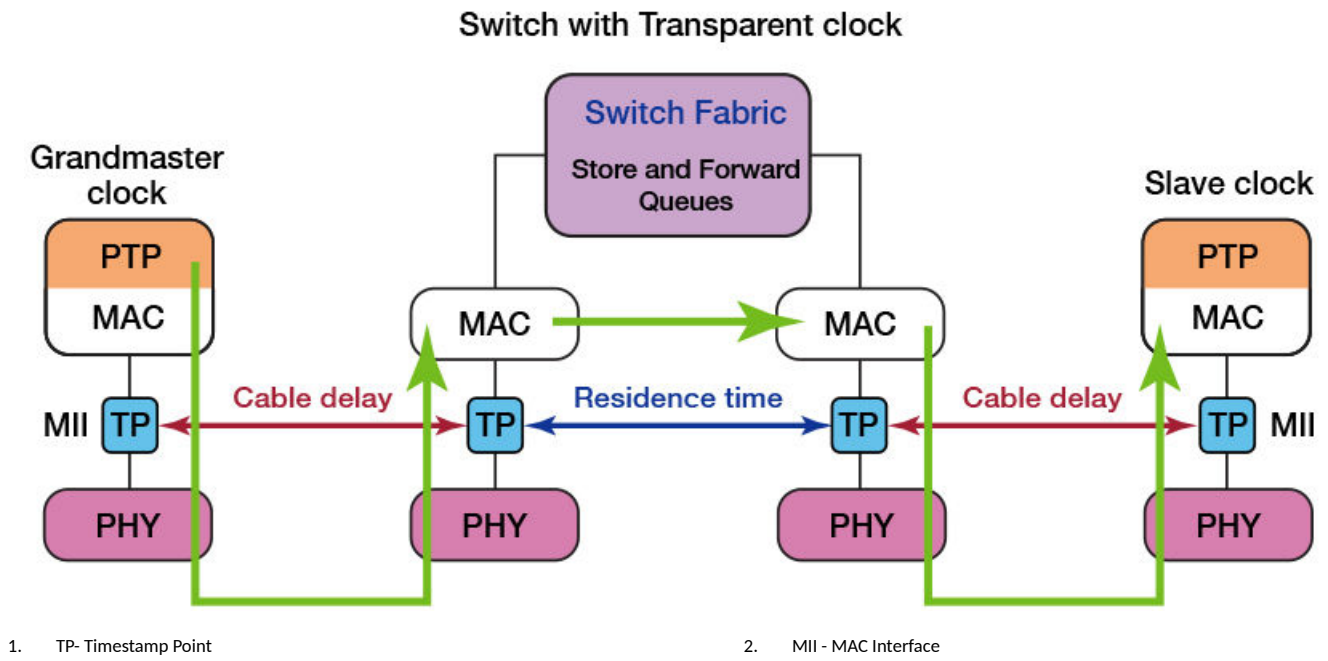 Switch with Transparent clock
Switch Fabric
Store and Forward
Queues
Grandmaster
clock
Slave clock
PTP
MAC
MAC
MAC
PTP
MAC
Cable delay
Residence time
Cable delay
MII
TP
TP
TP
TP
MII
PHY
PHY
PHY
PHY
1. TP- Timestamp Point
2. MII - MAC Interface